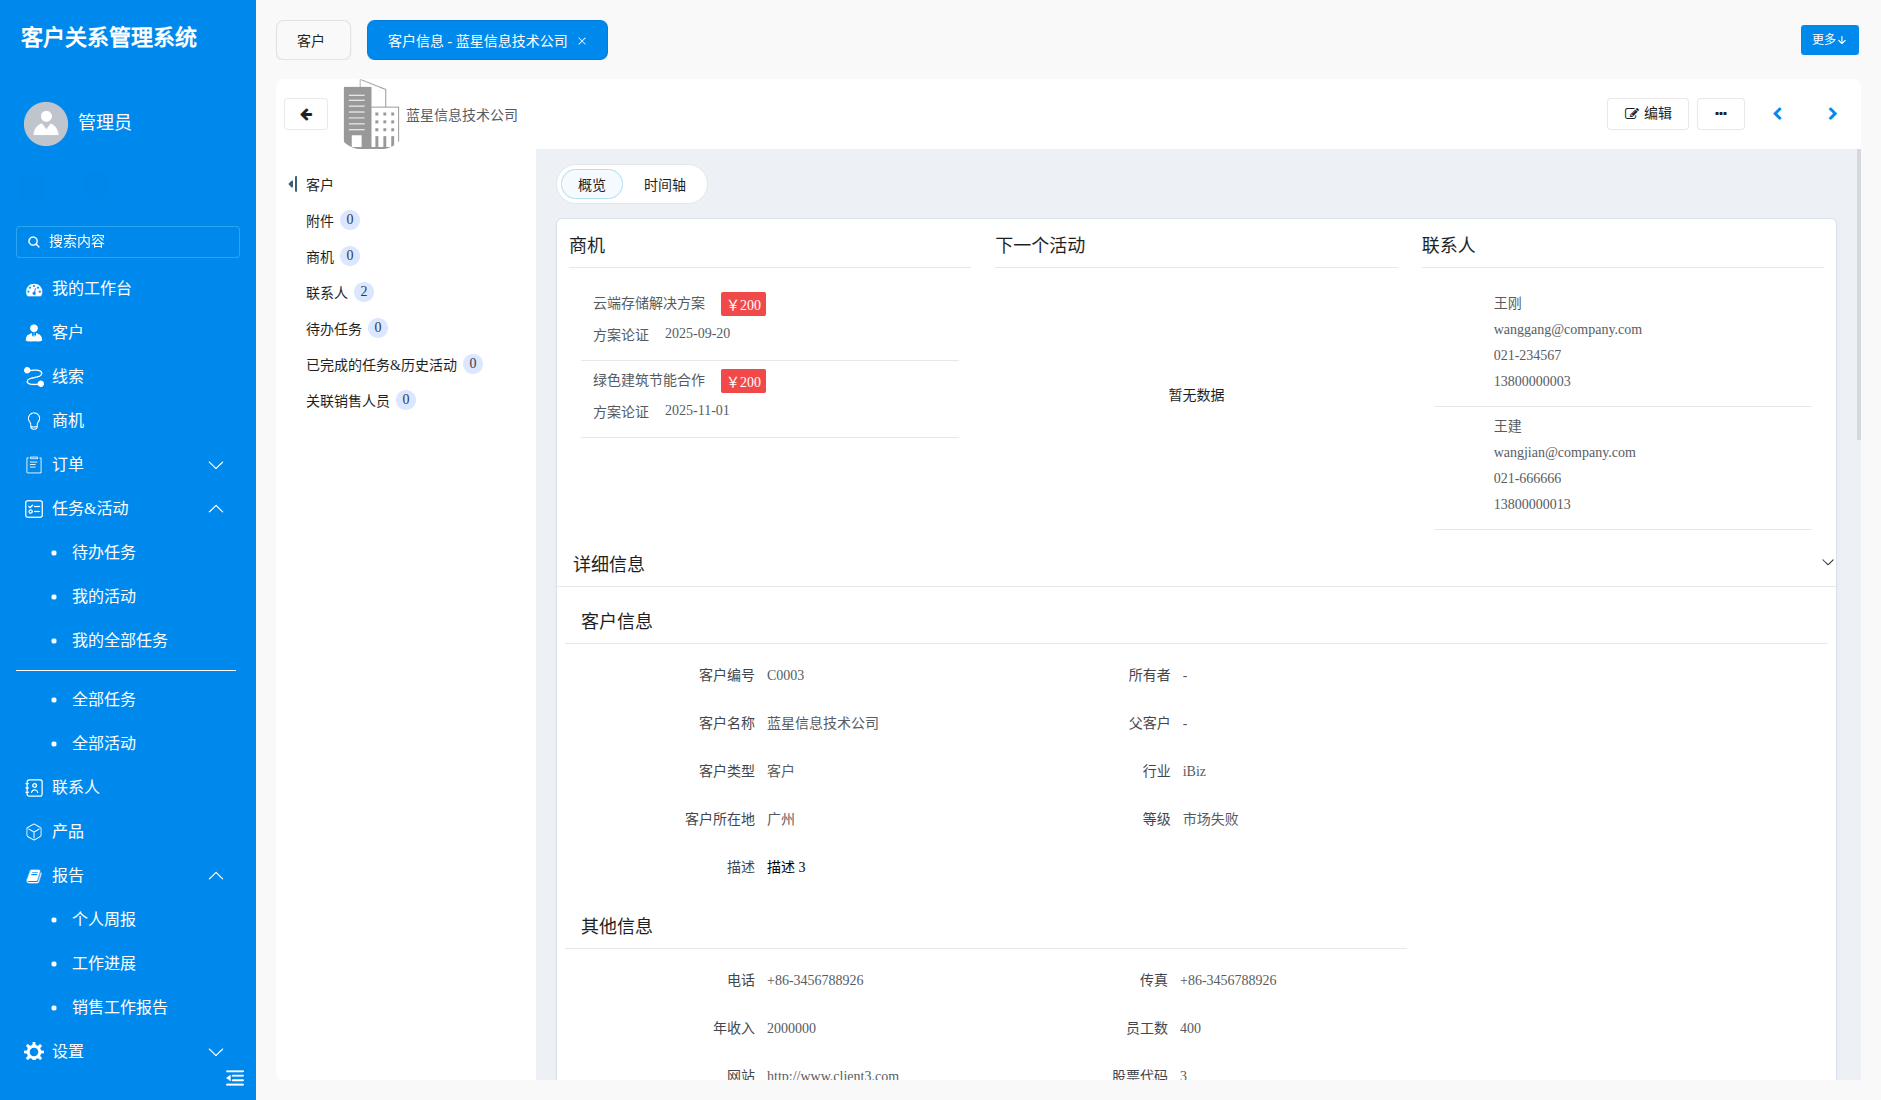 客户关系管理系统
管理员
搜索内容
我的工作台
客户
线索
商机
订单
任务&活动
待办任务
我的活动
我的全部任务
全部任务
全部活动
联系人
产品
报告
个人周报
工作进展
销售工作报告
设置
客户
客户信息 - 蓝星信息技术公司
更多
蓝星信息技术公司
编辑
客户
附件 0
商机 0
联系人 2
待办任务 0
已完成的任务&历史活动 0
关联销售人员 0
概览 时间轴
商机
云端存储解决方案 ￥200
方案论证 2025-09-20
绿色建筑节能合作 ￥200
方案论证 2025-11-01
下一个活动
暂无数据
联系人
王刚
wanggang@company.com
021-234567
13800000003
王建
wangjian@company.com
021-666666
13800000013
详细信息
客户信息
客户编号 C0003 所有者 -
客户名称 蓝星信息技术公司 父客户 -
客户类型 客户 行业 iBiz
客户所在地 广州 等级 市场失败
描述 描述 3
其他信息
电话 +86-3456788926 传真 +86-3456788926
年收入 2000000 员工数 400
网站 http://www.client3.com 股票代码 3